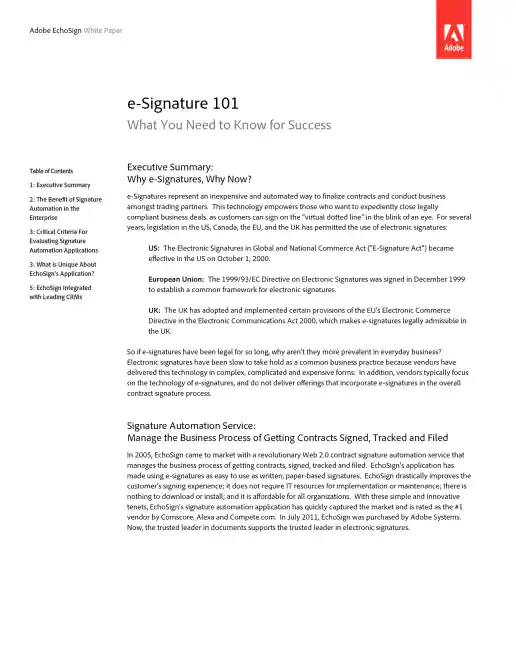 Adobe EchoSign White Paper
Adobe
e-Signature 101
What You Need to Know for Success
Table of Contents
1: Executive Summary
2: The Benefit of Signature
Automation in the
Enterprise
3: Critical Criteria For
Evaluating Signature
Automation Applications
3: What is Unique About
EchoSign's Application?
5: EchoSign Integrated
with Leading CRMs
Executive Summary:
Why e-Signatures, Why Now?
e-Signatures represent an inexpensive and automated way to finalize contracts and conduct business
amongst trading partners. This technology empowers those who want to expediently close legally
compliant business deals, as customers can sign on the "virtual dotted line" in the blink of an eye. For several
years, legislation in the US, Canada, the EU, and the UK has permitted the use of electronic signatures:
US: The Electronic Signatures in Global and National Commerce Act ("E-Signature Act") became
effective in the US on October 1, 2000.
European Union: The 1999/93/EC Directive on Electronic Signatures was signed in December 1999
to establish a common framework for electronic signatures.
UK: The UK has adopted and implemented certain provisions of the EU's Electronic Commerce
Directive in the Electronic Communications Act 2000, which makes e-signatures legally admissible in
the UK.
So if e-signatures have been legal for so long, why aren't they more prevalent in everyday business?
Electronic signatures have been slow to take hold as a common business practice because vendors have
delivered this technology in complex, complicated and expensive forms. In addition, vendors typically focus
on the technology of e-signatures, and do not deliver offerings that incorporate e-signatures in the overall
contract signature process.
Signature Automation Service:
Manage the Business Process of Getting Contracts Signed, Tracked and Filed
In 2005, EchoSign came to market with a revolutionary Web 2.0 contract signature automation service that
manages the business process of getting contracts, signed, tracked and filed. EchoSign's application has
made using e-signatures as easy to use as written, paper-based signatures. EchoSign drastically improves the
customer's signing experience; it does not require IT resources for implementation or maintenance; there is
nothing to download or install; and it is affordable for all organizations. With these simple and innovative
tenets, EchoSign's signature automation application has quickly captured the market and is rated as the #1
vendor by Comscore, Alexa and Compete.com. In July 2011, EchoSign was purchased by Adobe Systems.
Now, the trusted leader in documents supports the trusted leader in electronic signatures.